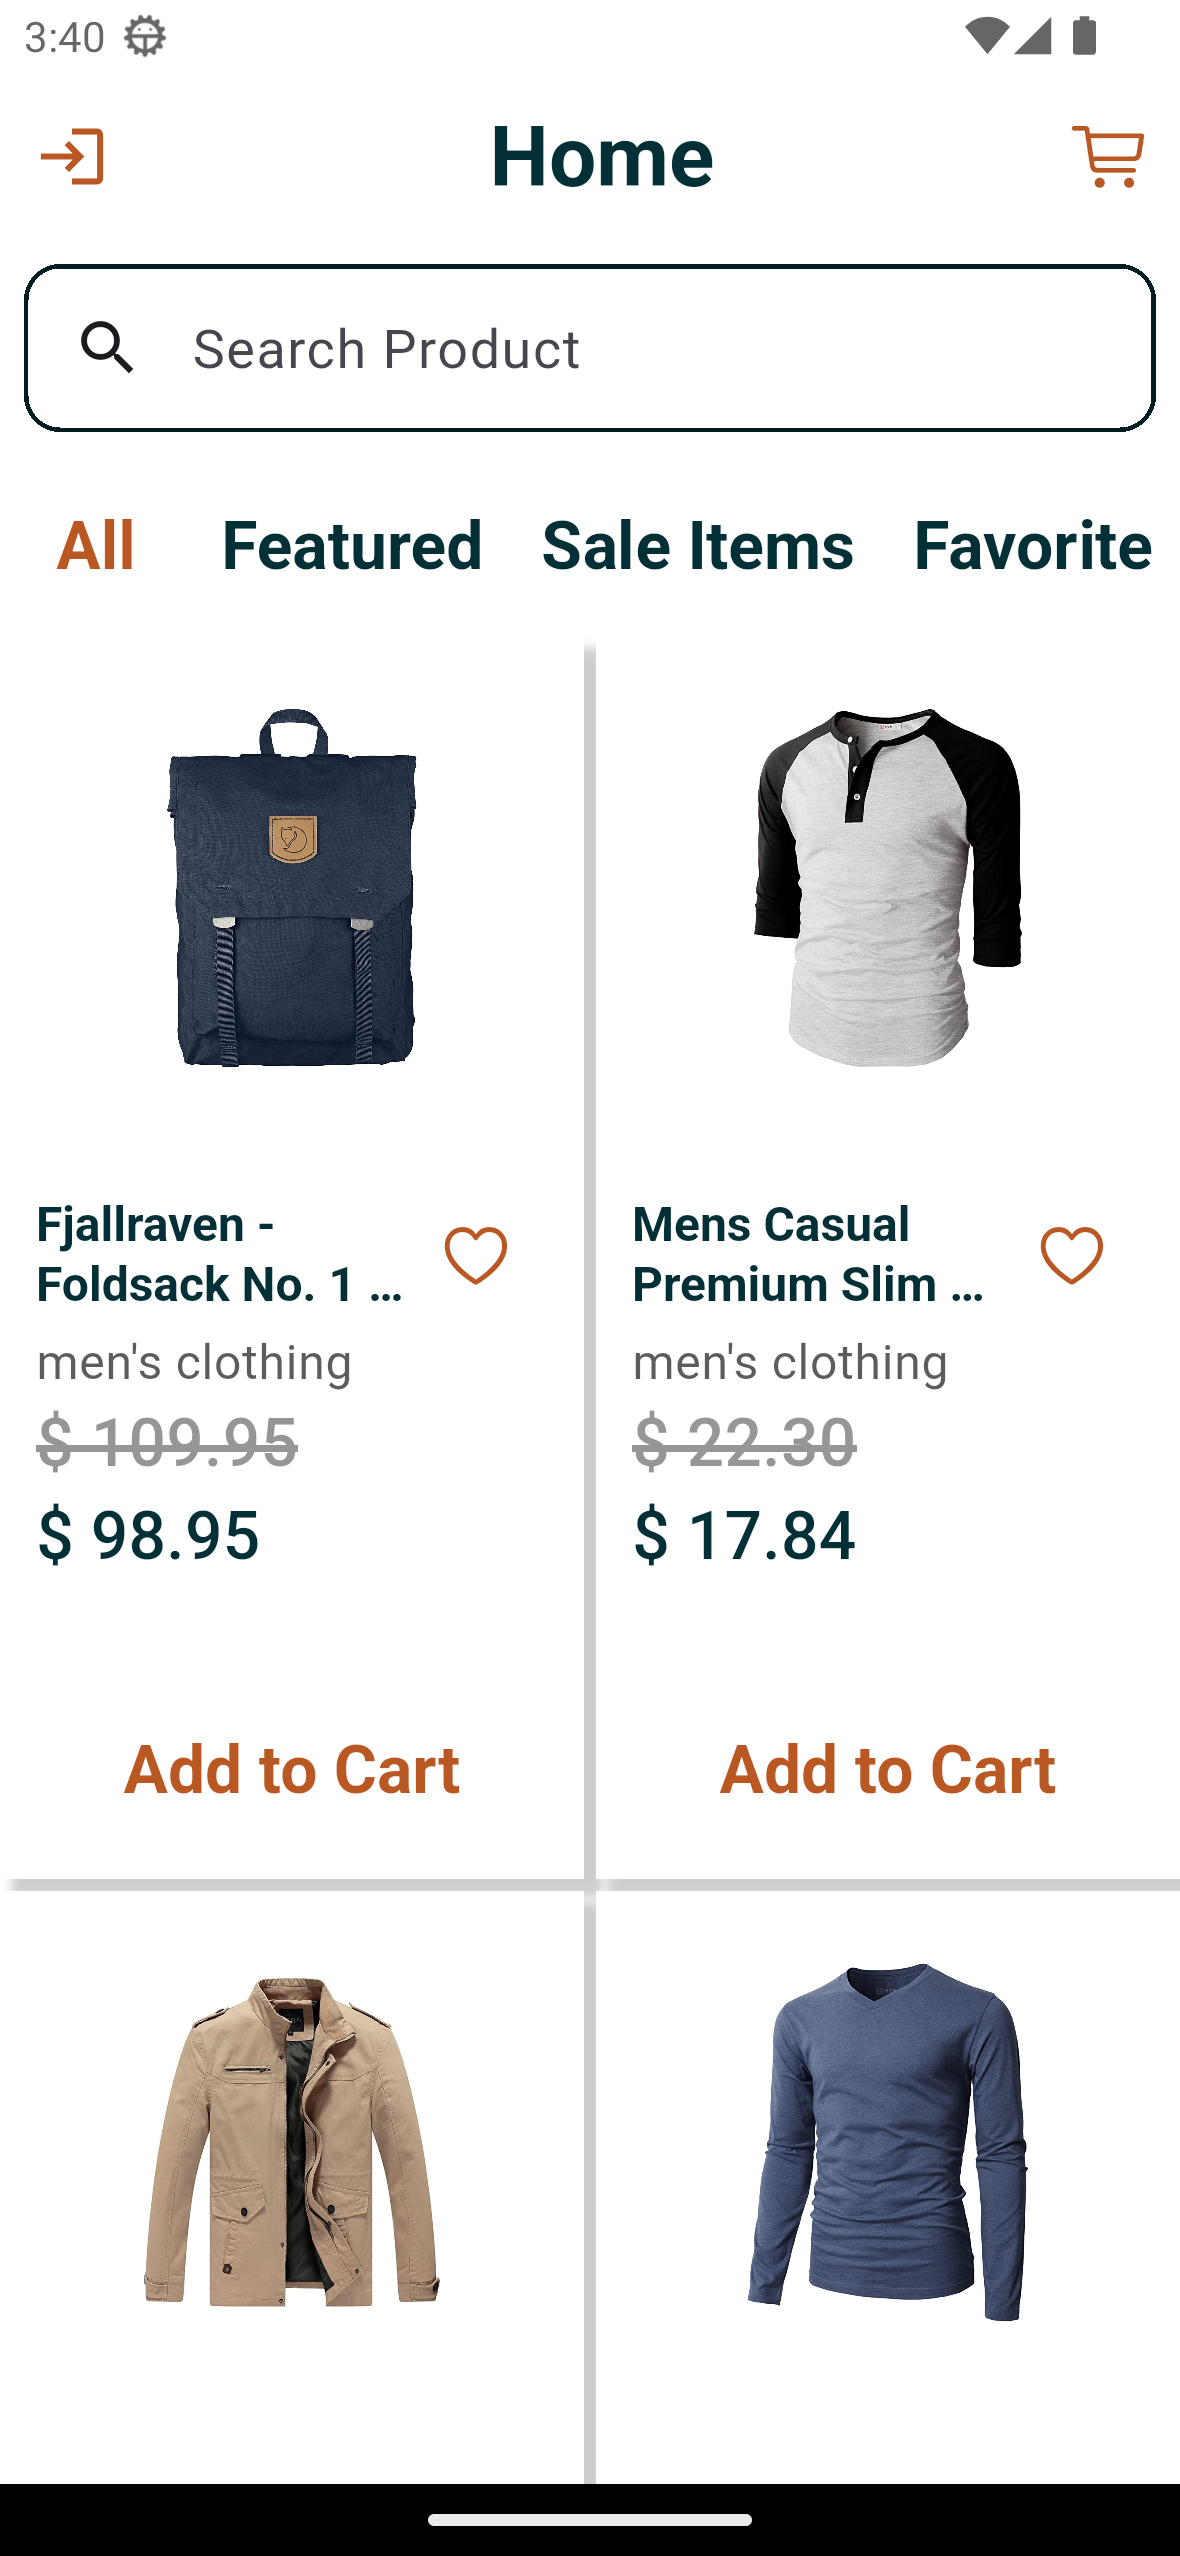 3:40
Home
Search Product
All Featured Sale Items Favorite
Fjallraven -
Foldsack No. 1 ...
men's clothing
$ 109.95
$ 98.95
Add to Cart
Mens Casual
Premium Slim ...
men's clothing
$ 22.30
$ 17.84
Add to Cart